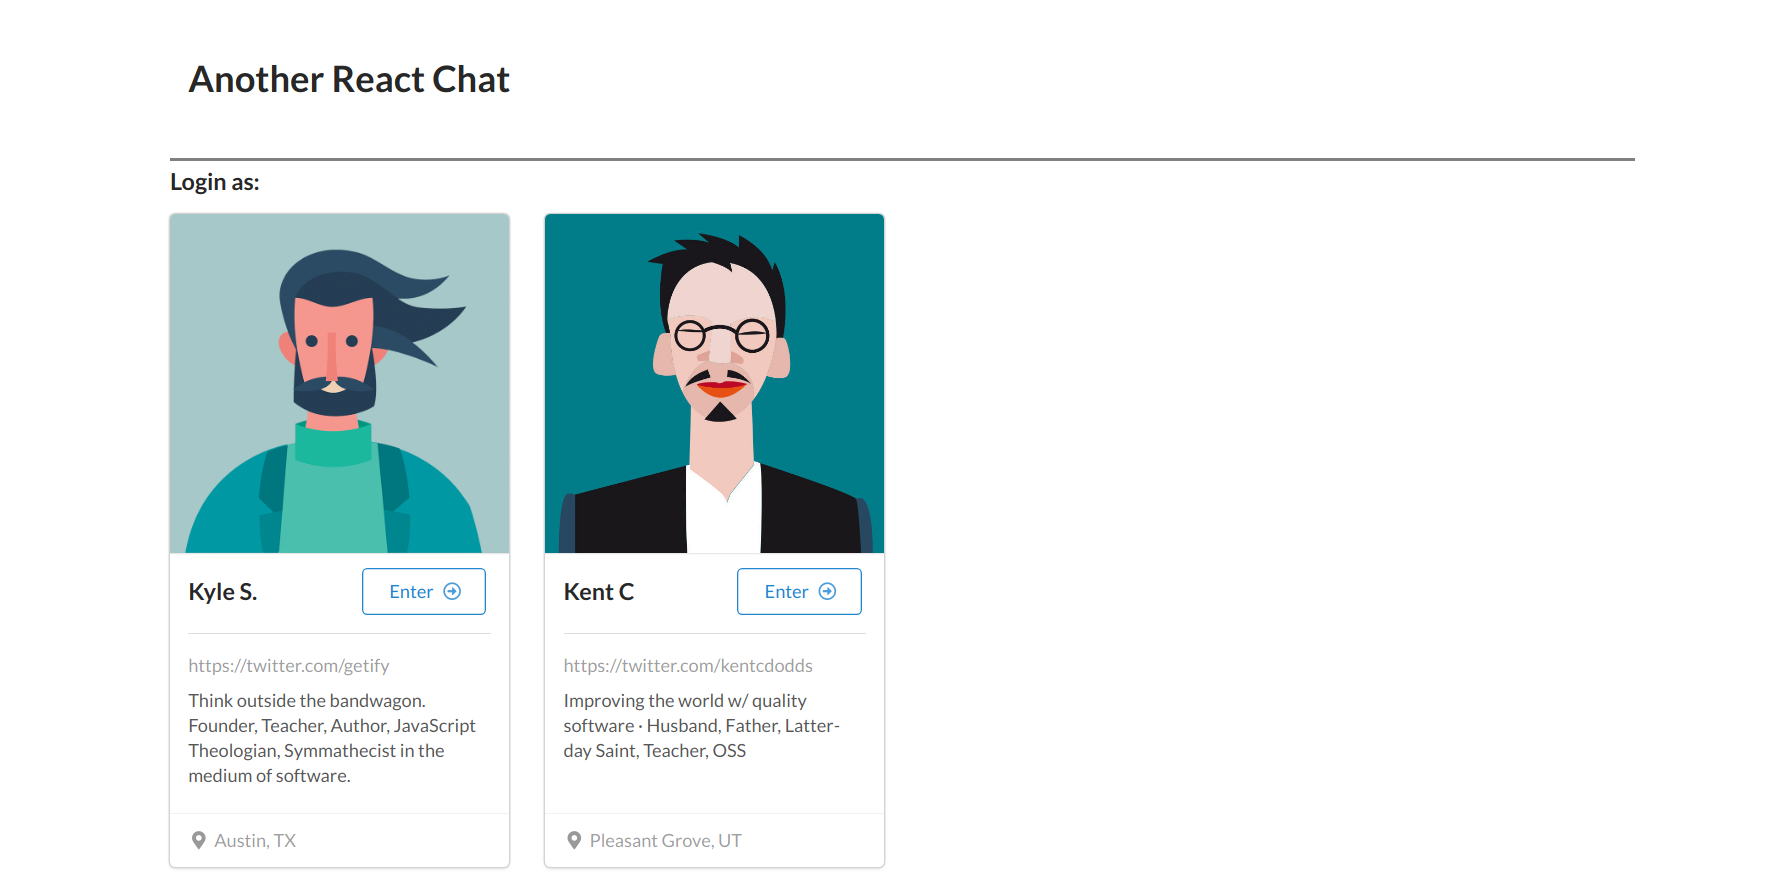 Another React Chat
Login as:
Kyle S.
Enter
https://twitter.com/getify
Think outside the bandwagon.
Founder, Teacher, Author, JavaScript
Theologian, Symmathecist in the
medium of software.
Austin, TX
Kent C
Enter
https://twitter.com/kentcdodds
Improving the world w/ quality
software · Husband, Father, Latter-
day Saint, Teacher, OSS
Pleasant Grove, UT